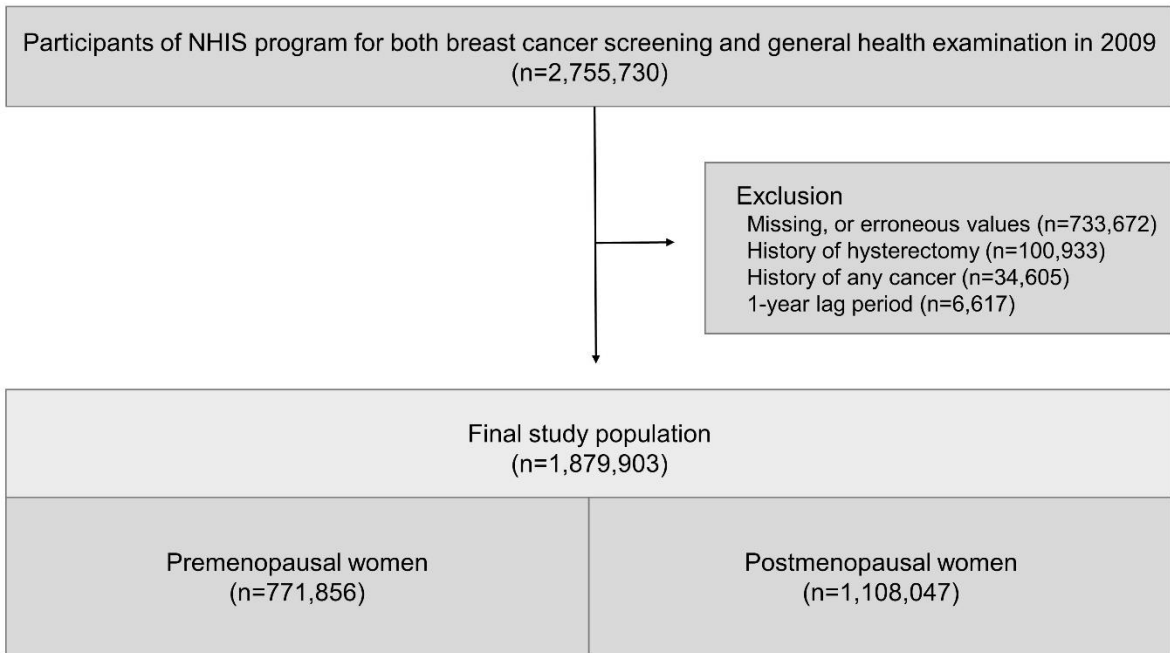 Participants of NHIS program for both breast cancer screening and general health examination in 2009
(n=2,755,730)
Exclusion
Missing, or erroneous values (n=733,672)
History of hysterectomy (n=100,933)
History of any cancer (n=34,605)
1-year lag period (n=6,617)
Final study population
(n=1,879,903)
Premenopausal women
(n=771,856)
Postmenopausal women
(n=1,108,047)